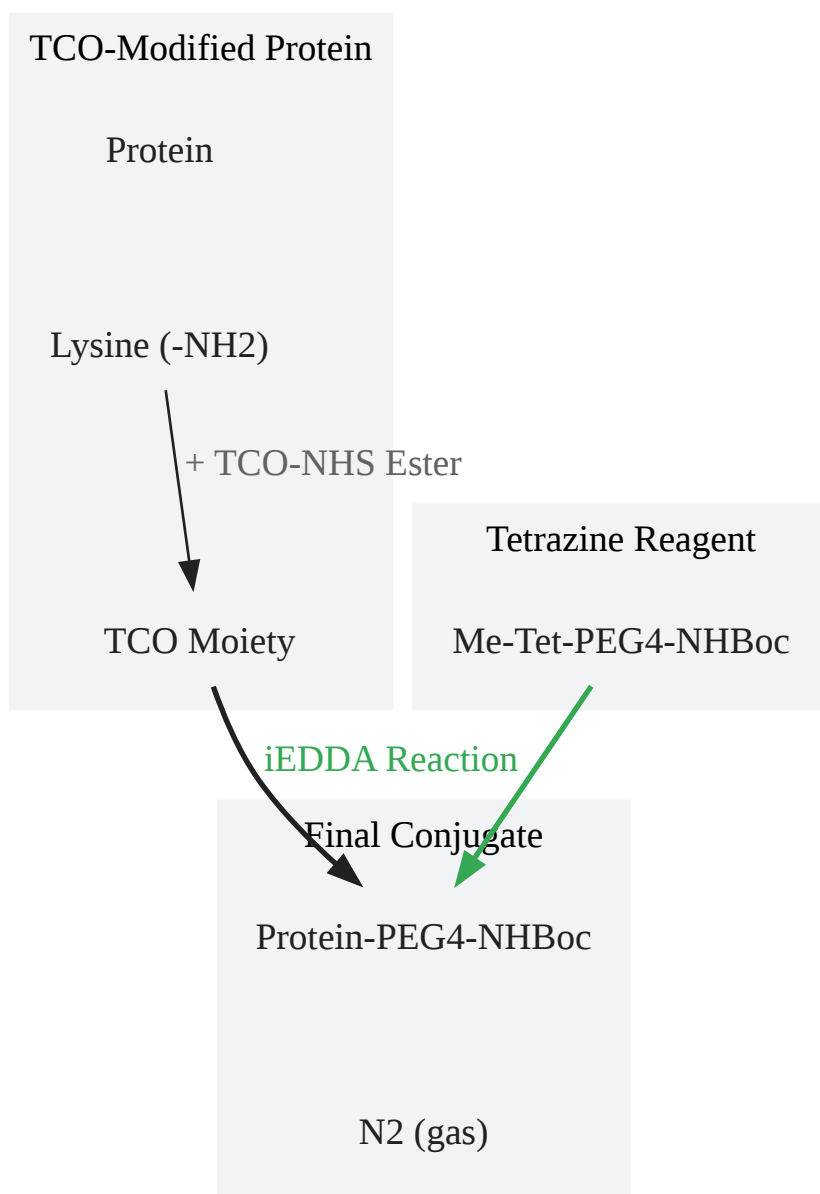 TCO-Modified Protein
Protein
Lysine (-NH2)
+ TCO-NHS Ester
Tetrazine Reagent
TCO Moiety
Me-Tet-PEG4-NHBoc
iEDDA Reaction
Final Conjugate
Protein-PEG4-NHBoc
N2 (gas)